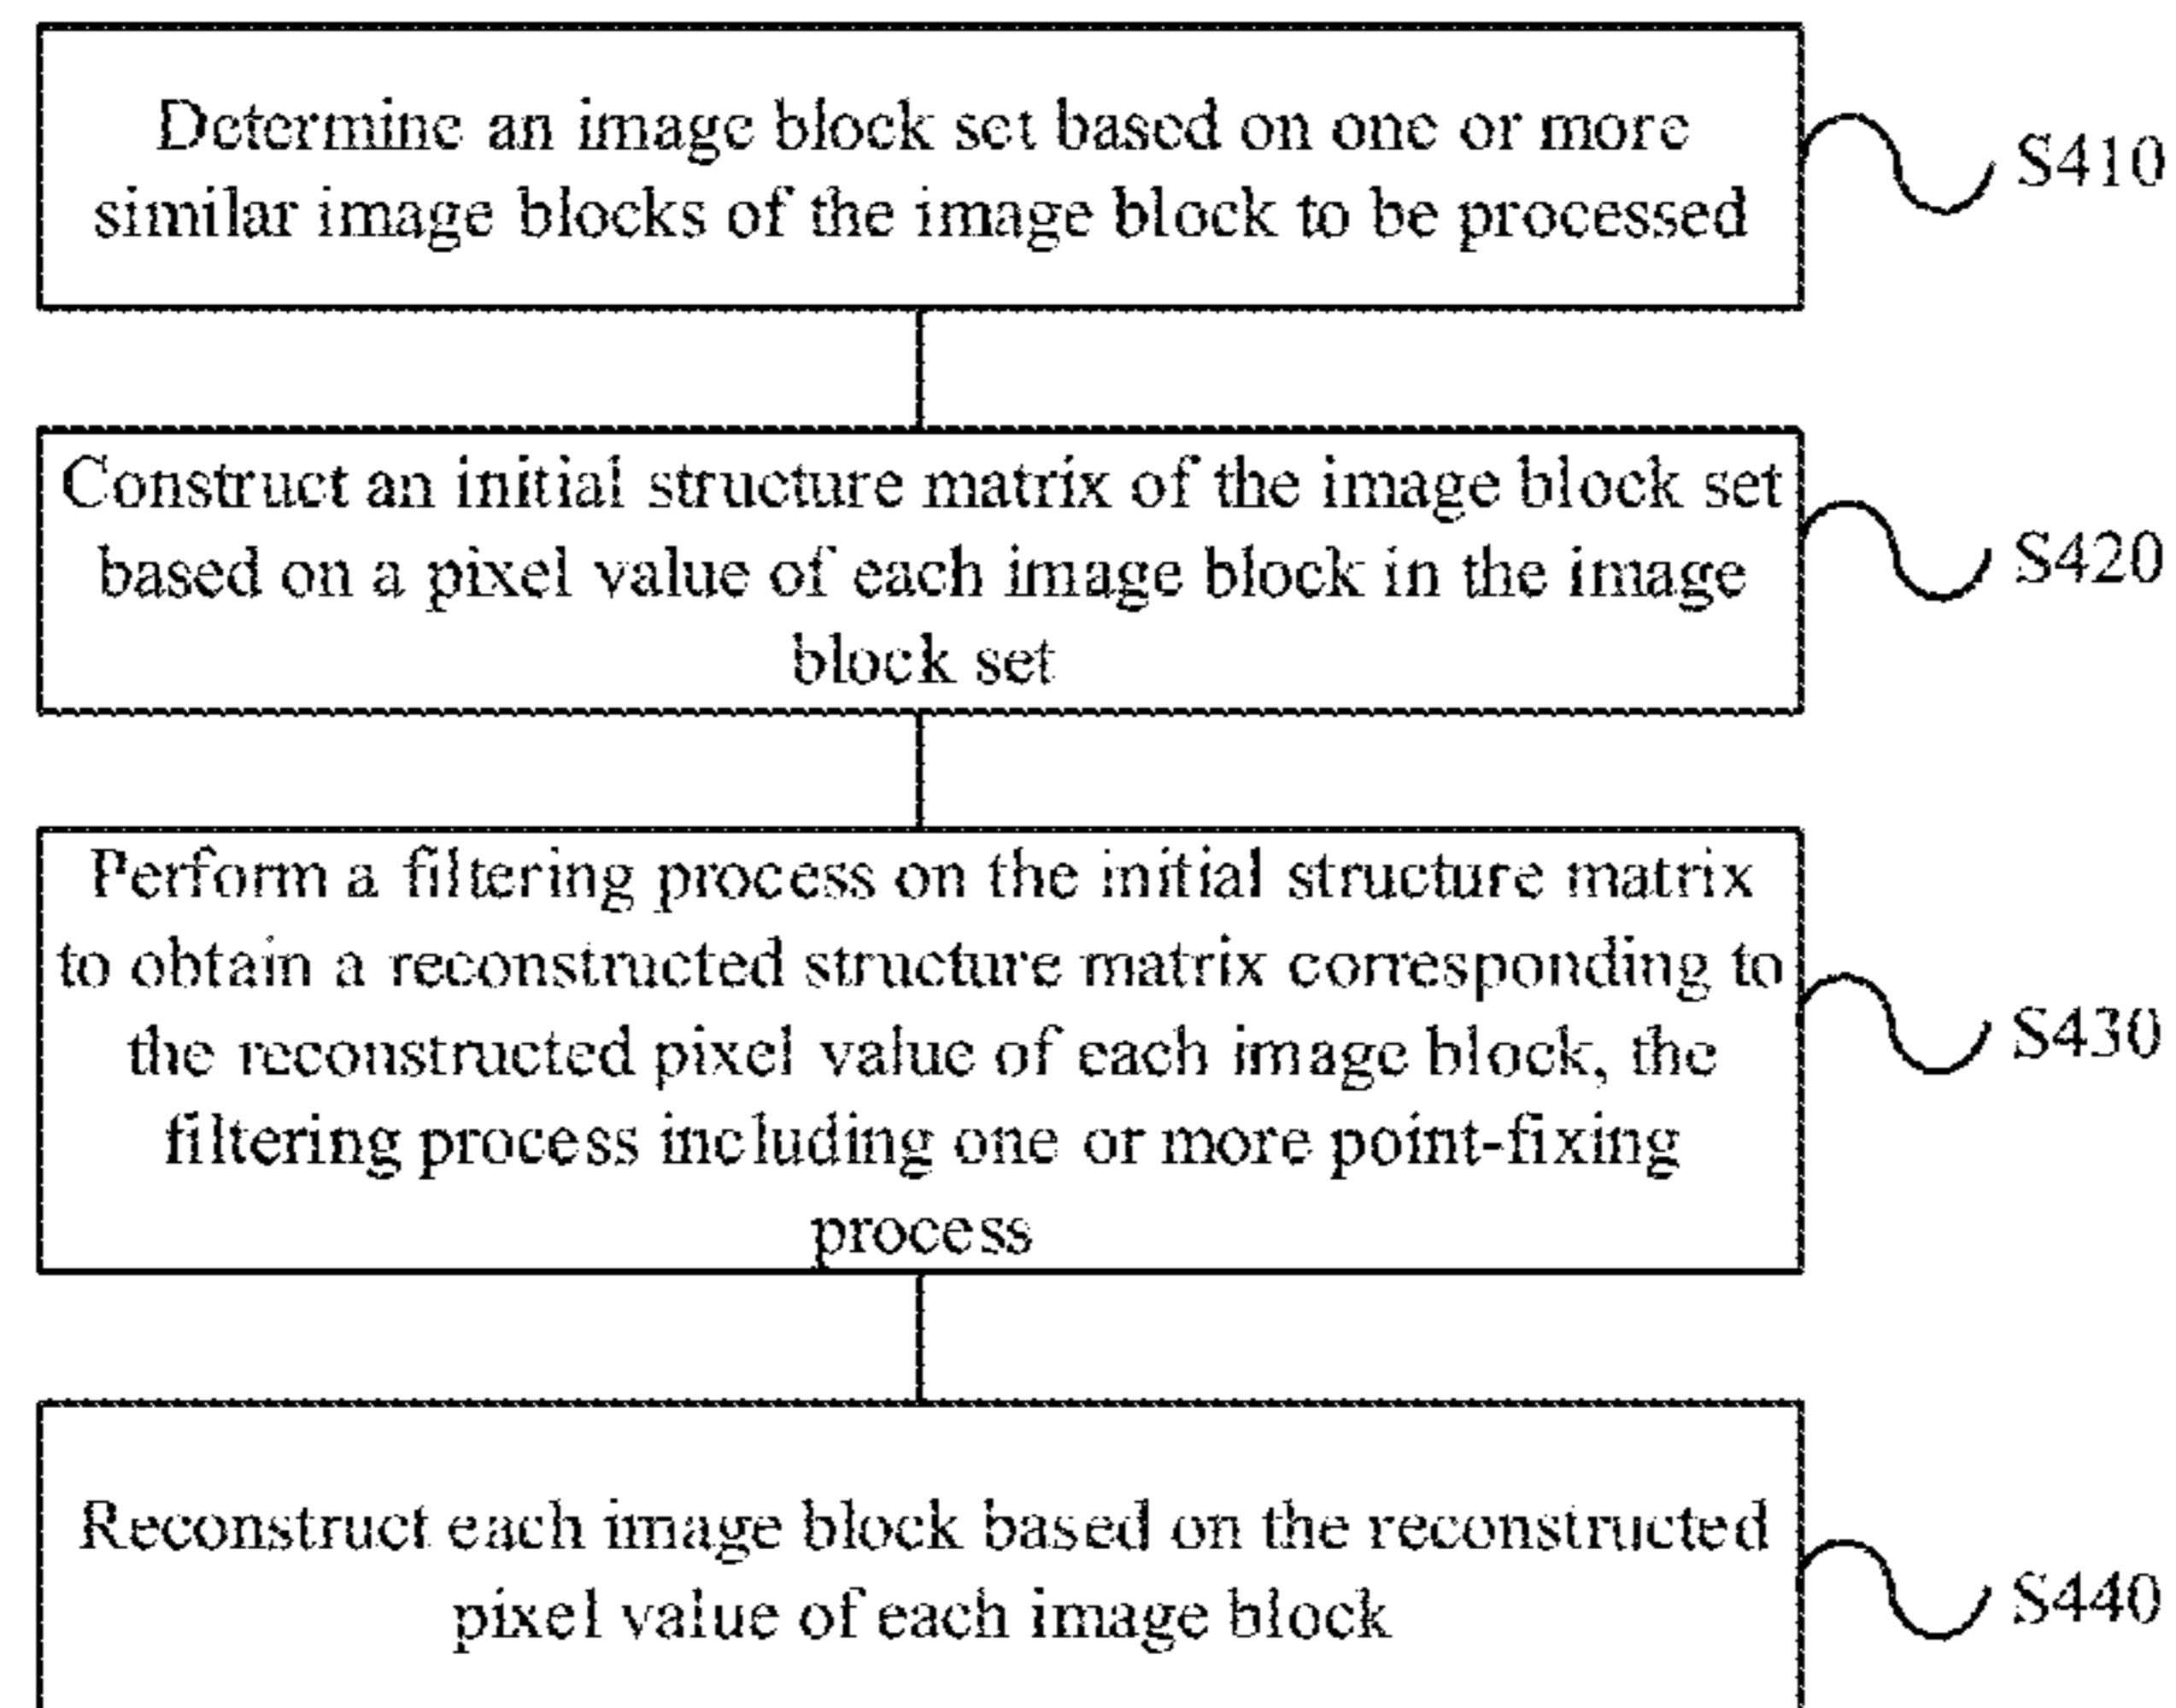 Determine an image block set based on one or more
similar image blocks of the image block to be processed
S410
Construct an initial structure matrix of the image block set
based on a pixel value of each image block in the image
block set
S420
Perform a filtering process on the initial structure matrix
to obtain a reconstructed structure matrix corresponding to
the reconstructed pixel value of each image block, the
filtering process including one or more point-fixing
process
S430
Reconstruct each image block based on the reconstructed
pixel value of each image block
S440